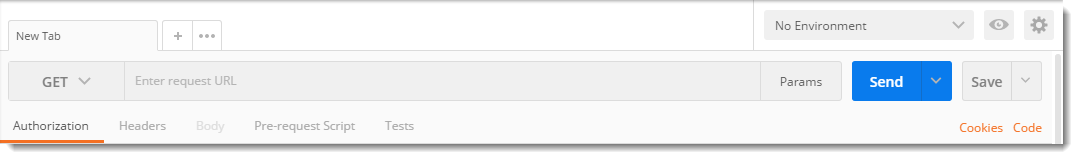 New Tab
No Environment
GET Enter request URL Params Send Save
Authorization Headers Body Pre-request Script Tests Cookies Code